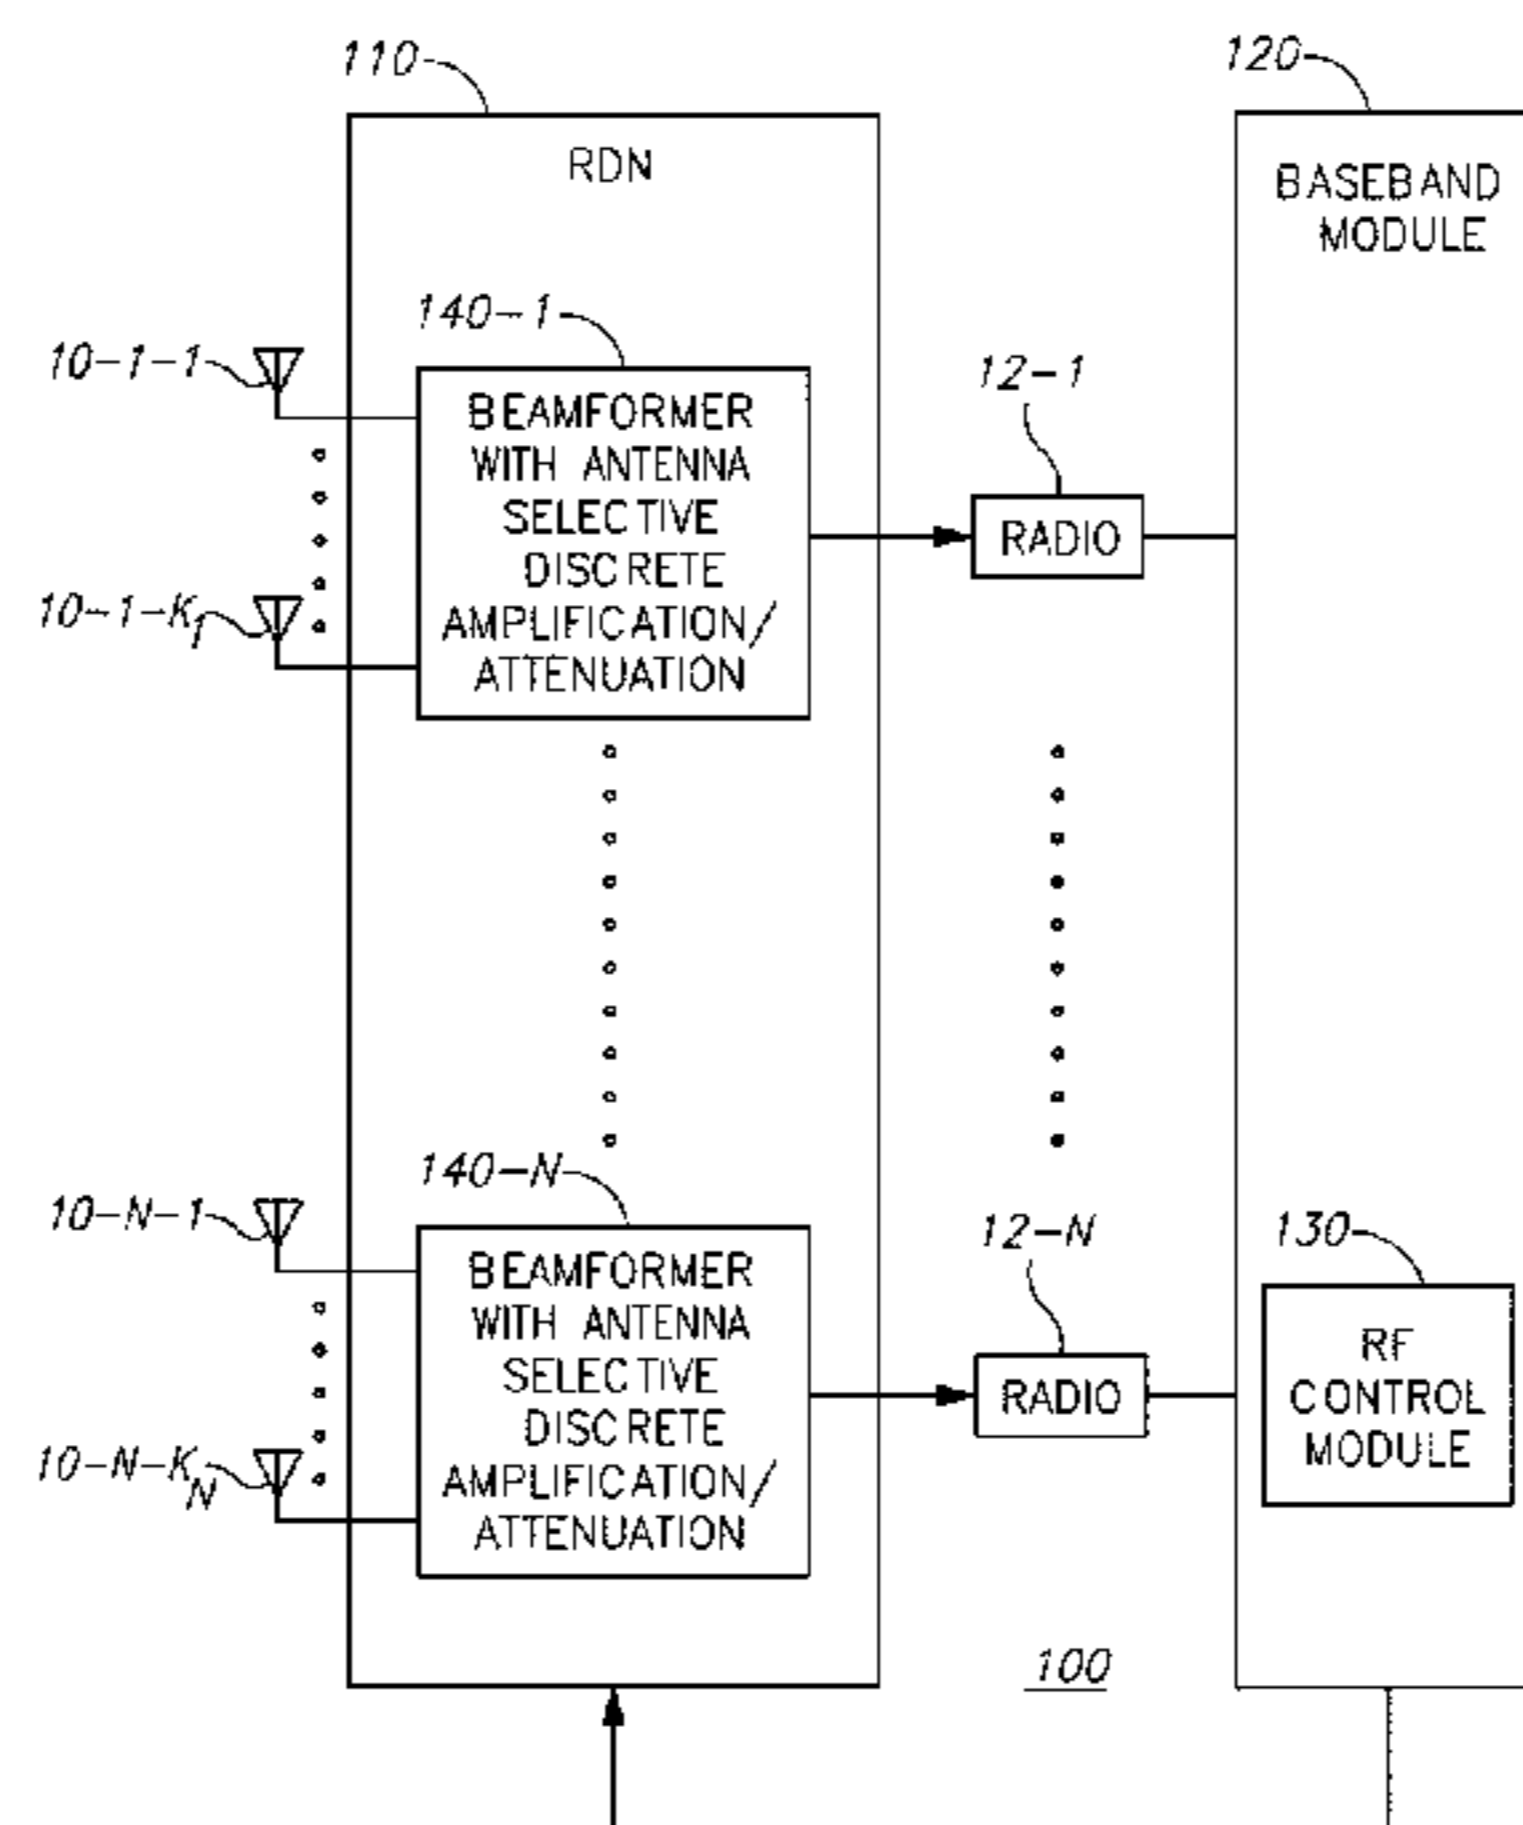 110
120
RDN
BASEBAND
MODULE
140-1
10-1-1
12-1
BEAMFORMER
WITH ANTENNA
SELECTIVE
DISCRETE
AMPLIFICATION/
ATTENUATION
RADIO
10-1-K1
140-N
10-N-1
12-N
130
BEAMFORMER
WITH ANTENNA
SELECTIVE
DISCRETE
AMPLIFICATION/
ATTENUATION
RADIO
RF
CONTROL
MODULE
10-N-KN
100